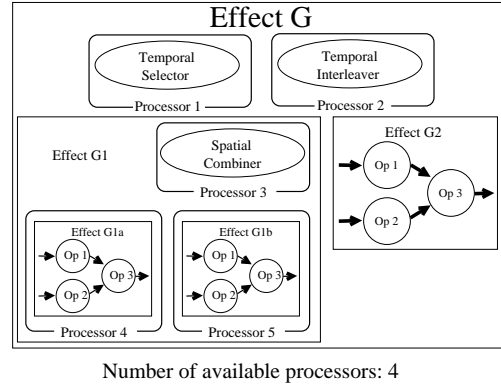 Effect G
Temporal
Selector
Processor 1
Temporal
Interleaver
Processor 2
Effect G1
Spatial
Combiner
Processor 3
Effect G1a
Op 1
Op 2
Op 3
Processor 4
Effect G1b
Op 1
Op 2
Op 3
Processor 5
Effect G2
Op 1
Op 2
Op 3
Number of available processors: 4